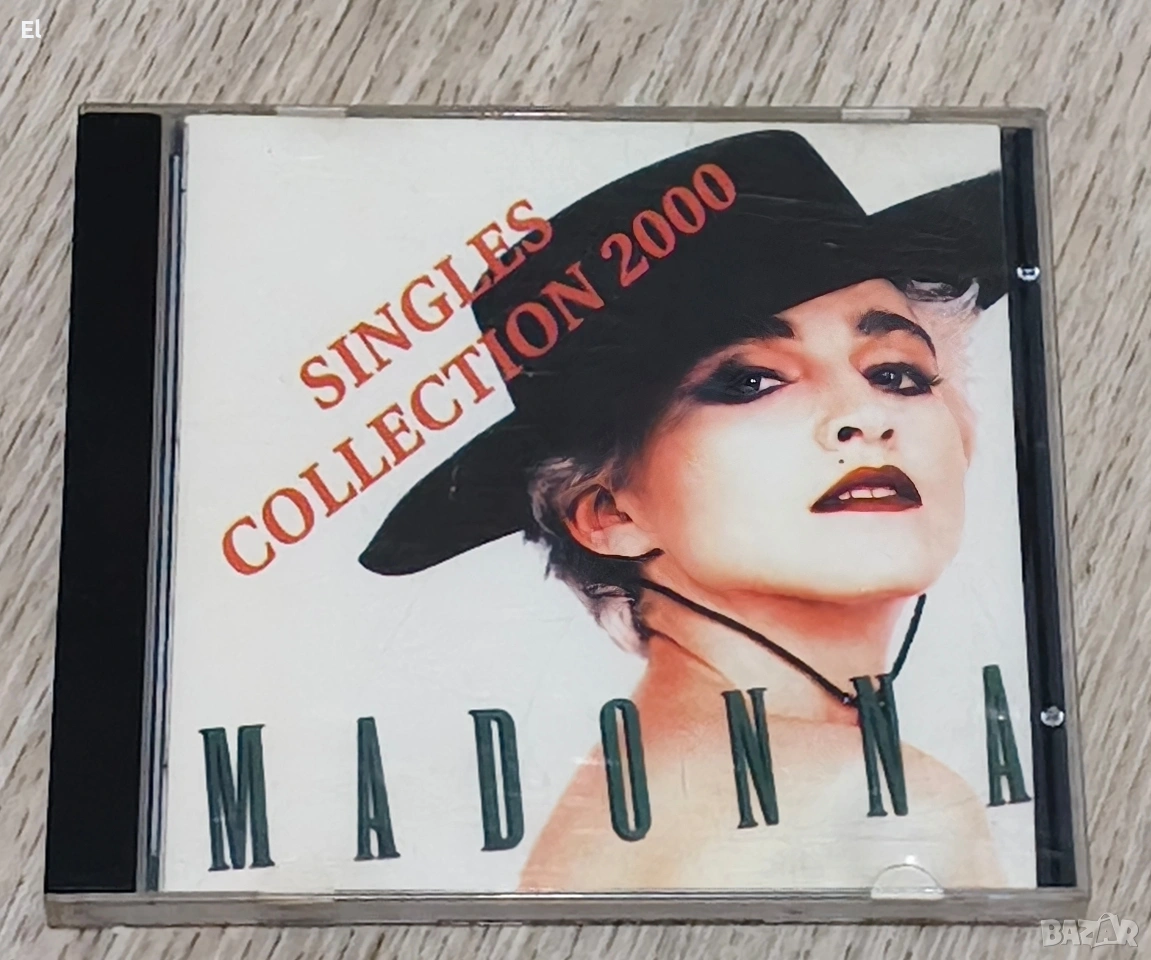 El
SINGLES
COLLECTION 2000
MADONNA
BAZAR